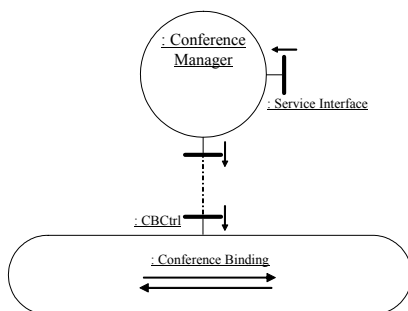 : Conference
Manager
: Service Interface
: CBCtrl
: Conference Binding